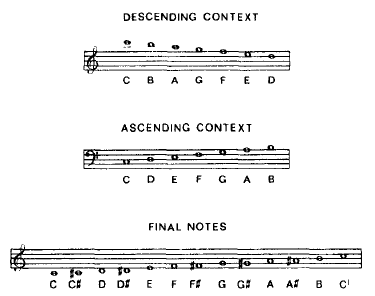 DESCENDING CONTEXT
C B A G F E D
ASCENDING CONTEXT
C D E F G A B
FINAL NOTES
C C# D D# E F F# G G# A A# B C'